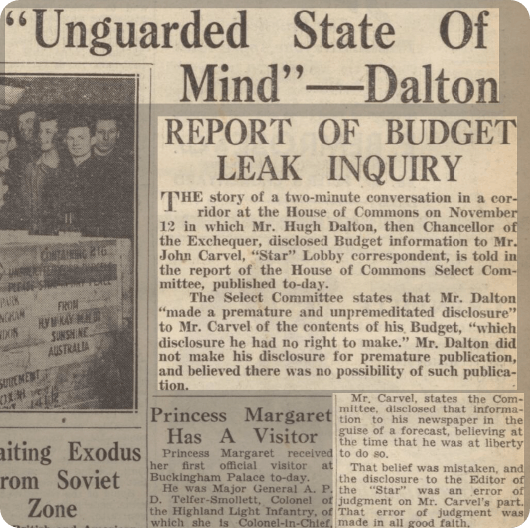 "Unguarded State Of
Mind"—Dalton
REPORT OF BUDGET
LEAK INQUIRY
THE story of a two-minute conversation in a cor-
ridor at the House of Commons on November
12 in which Mr. Hugh Dalton, then Chancellor of
the Exchequer, disclosed Budget information to Mr.
John Carvel, "Star" Lobby correspondent, is told in
the report of the House of Commons Select Com-
mittee, published to-day.
The Select Committee states that Mr. Dalton
"made a premature and unpremeditated disclosure"
to Mr. Carvel of the contents of his Budget, "which
disclosure he had no right to make." Mr. Dalton did
not make his disclosure for premature publication,
and believed there was no possibility of such publica-
tion.
Mr. Carvel, states the Com-
mittee, disclosed that informa-
tion to his newspaper in the
guise of a forecast, believing at
the time that he was at liberty
to do so.
That belief was mistaken, and
the disclosure to the Editor of
the "Star" was an error of
judgment on Mr. Carvel's part.
That error of judgment was
made in all good faith.
Princess Margaret
Has A Visitor
Princess Margaret received
her first official visitor at
Buckingham Palace to-day.
He was Major General A. P.
D. Telfer-Smollett, Colonel of
the Highland Light Infantry, of
which she is Colonel-in-Chief.
CONTAINING
FROM
SUNSHINE
AUSTRALIA
aiting Exodus
rom Soviet
Zone